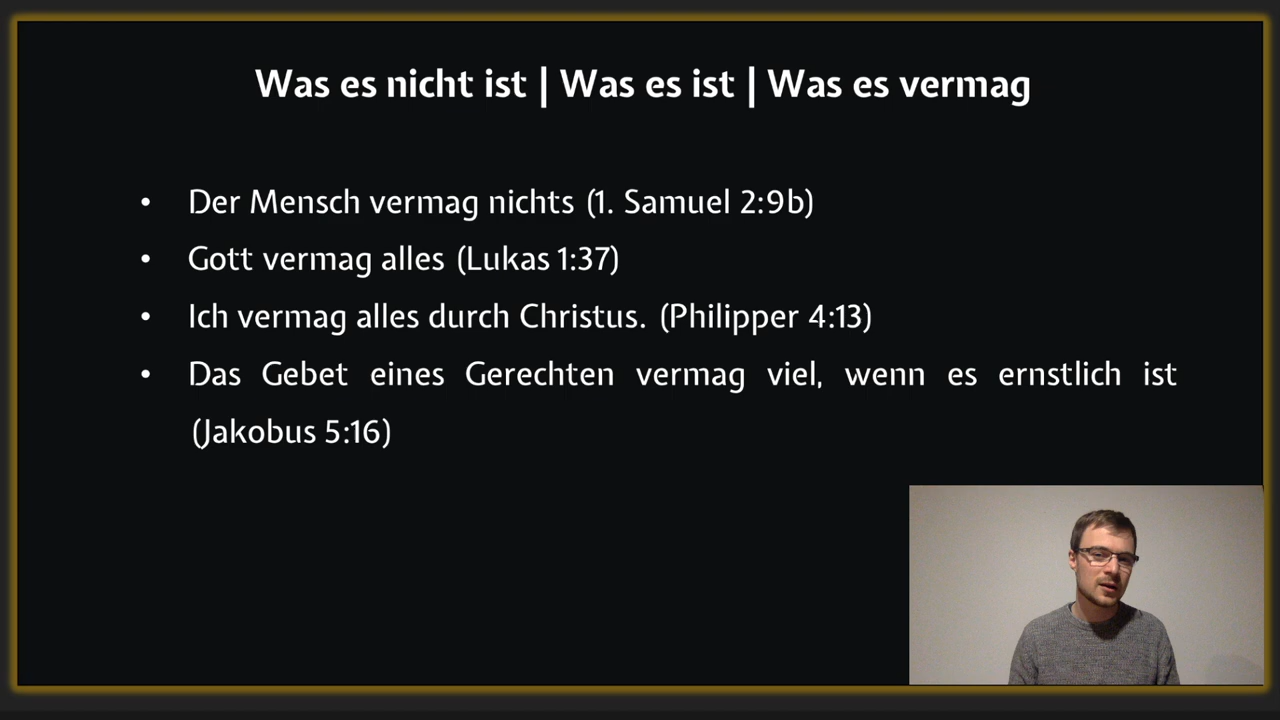 Was es nicht ist | Was es ist | Was es vermag
• Der Mensch vermag nichts (1. Samuel 2:9b)
• Gott vermag alles (Lukas 1:37)
• Ich vermag alles durch Christus. (Philipper 4:13)
• Das Gebet eines Gerechten vermag viel, wenn es ernstlich ist
(Jakobus 5:16)